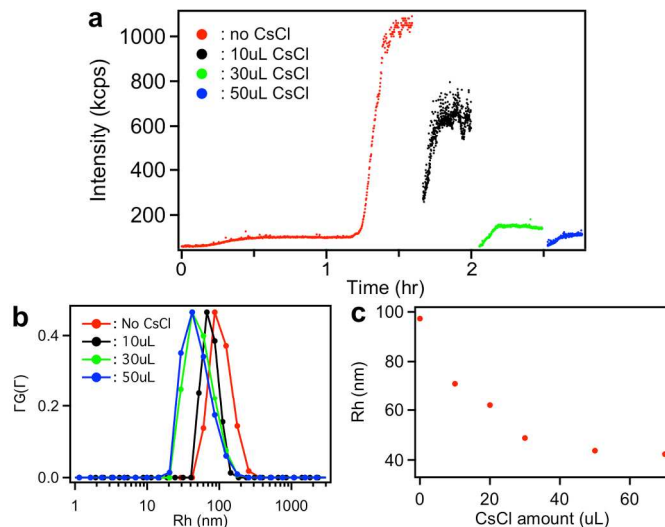 a
Intensity (kcps)
1000
800
600
400
200
: no CsCl
: 10uL CsCl
: 30uL CsCl
: 50uL CsCl
0
1
2
Time (hr)
b
ΓG(Γ)
0.4
0.2
0.0
: No CsCl
: 10uL
: 30uL
: 50uL
1
10
100
1000
Rh (nm)
c
Rh (nm)
100
80
60
40
0
20
40
60
CsCl amount (uL)